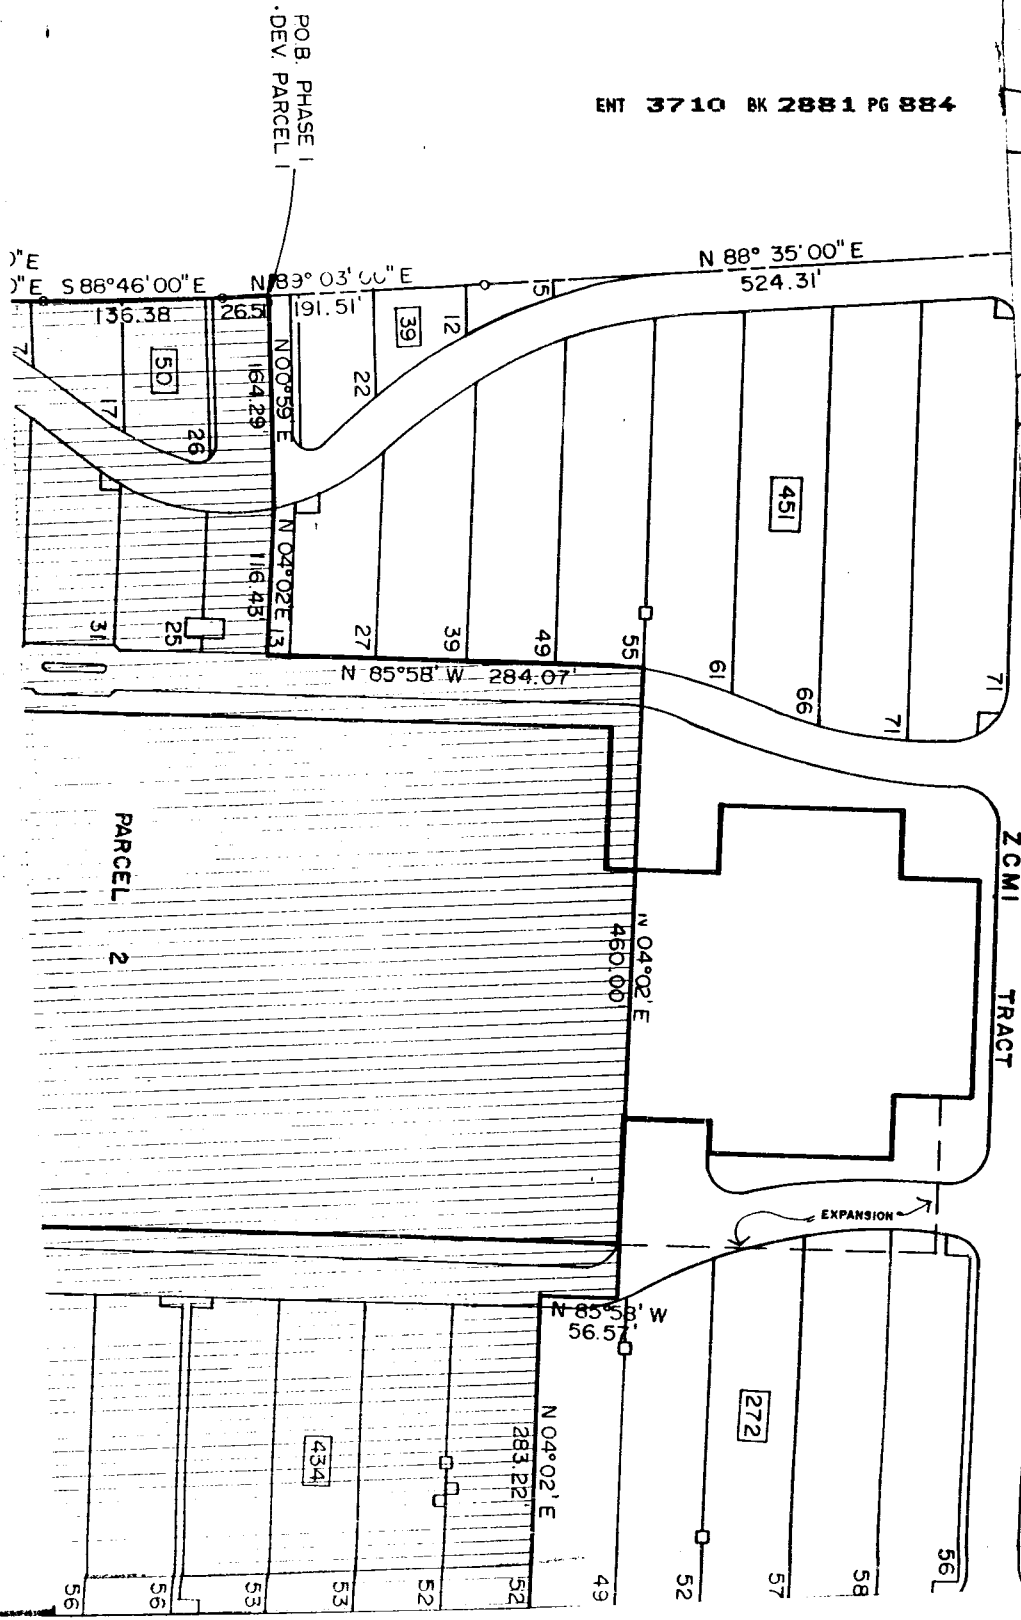 ENT 3710 BK 2881 PG 884
P.O.B. PHASE I
DEV. PARCEL I
0"E
0"E
S 88°46'00" E
136.38
26.51
N 89° 03' 00" E
191.51'
N 88° 35'00" E
524.31'
50
39
15
12
22
7
17
26
N 00°59' E
164.29'
451
N 04°02' E
116.43'
13
31
25
27
39
49
55
61
66
71
71
N 85°58' W 284.07'
ZCMI TRACT
PARCEL 2
N 04°02' E
460.00'
EXPANSION
N 85°58' W
56.57'
272
434
N 04°02' E
283.22'
56
56
53
53
52
52
49
52
57
58
56